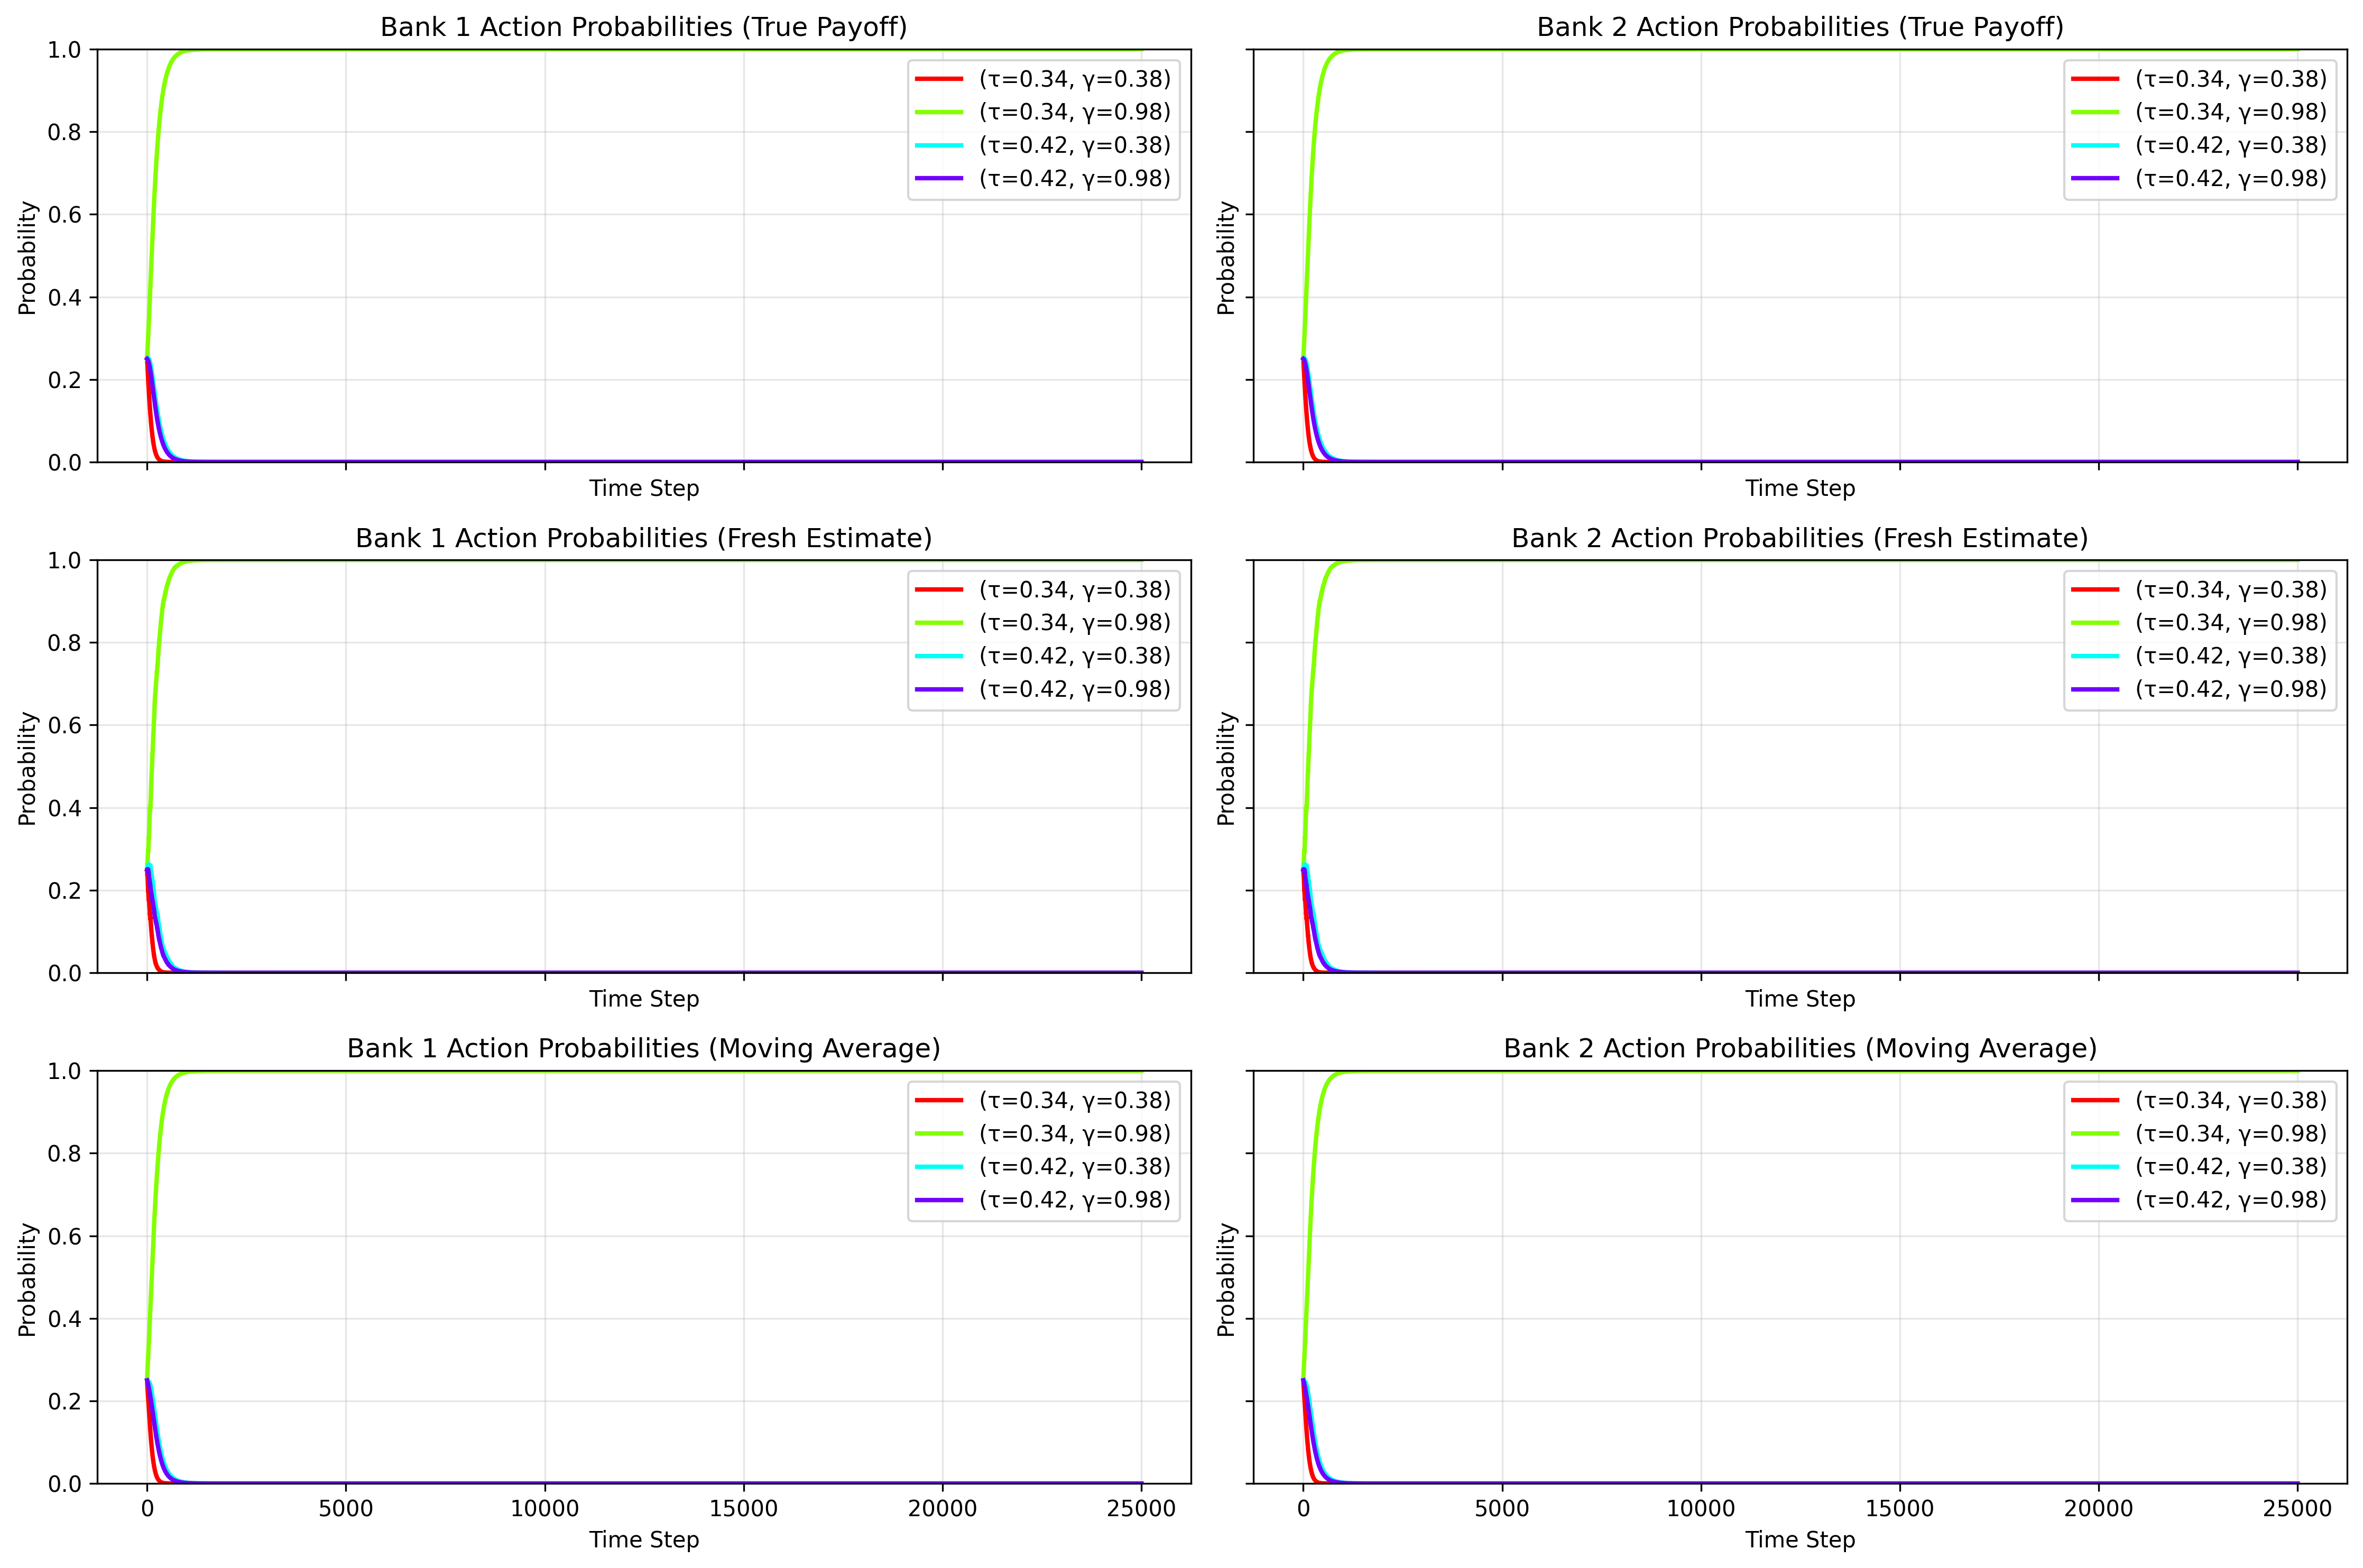 Bank 1 Action Probabilities (True Payoff)
1.0
0.8
0.6
0.4
0.2
0.0
Probability
(τ=0.34, γ=0.38)
(τ=0.34, γ=0.98)
(τ=0.42, γ=0.38)
(τ=0.42, γ=0.98)
Time Step
Bank 2 Action Probabilities (True Payoff)
Probability
(τ=0.34, γ=0.38)
(τ=0.34, γ=0.98)
(τ=0.42, γ=0.38)
(τ=0.42, γ=0.98)
Time Step
Bank 1 Action Probabilities (Fresh Estimate)
1.0
0.8
0.6
0.4
0.2
0.0
Probability
(τ=0.34, γ=0.38)
(τ=0.34, γ=0.98)
(τ=0.42, γ=0.38)
(τ=0.42, γ=0.98)
Time Step
Bank 2 Action Probabilities (Fresh Estimate)
Probability
(τ=0.34, γ=0.38)
(τ=0.34, γ=0.98)
(τ=0.42, γ=0.38)
(τ=0.42, γ=0.98)
Time Step
Bank 1 Action Probabilities (Moving Average)
1.0
0.8
0.6
0.4
0.2
0.0
Probability
(τ=0.34, γ=0.38)
(τ=0.34, γ=0.98)
(τ=0.42, γ=0.38)
(τ=0.42, γ=0.98)
0 5000 10000 15000 20000 25000
Time Step
Bank 2 Action Probabilities (Moving Average)
Probability
(τ=0.34, γ=0.38)
(τ=0.34, γ=0.98)
(τ=0.42, γ=0.38)
(τ=0.42, γ=0.98)
0 5000 10000 15000 20000 25000
Time Step